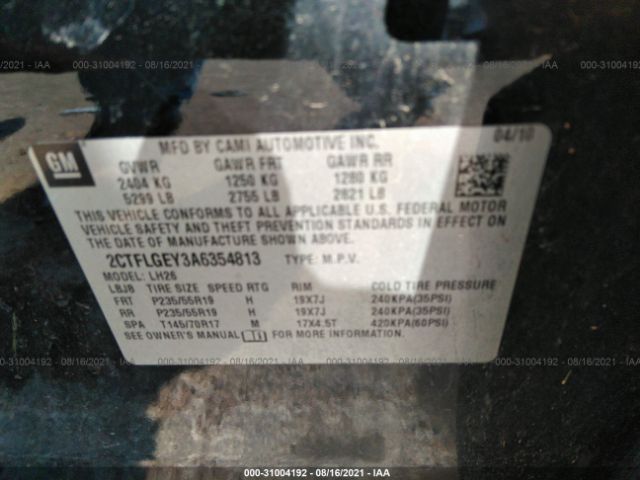 000-31004192 - 08/16/2021 - IAA
000-31004192 - 08/16/2021 - IAA
000-31004192 - 08/16/2021 - IAA
GM
MFD BY CAMI AUTOMOTIVE INC.
04/10
GVWR GAWR FRT GAWR RR
2404 KG 1250 KG 1280 KG
5299 LB 2755 LB 2821 LB
THIS VEHICLE CONFORMS TO ALL APPLICABLE U.S. FEDERAL MOTOR
VEHICLE SAFETY AND THEFT PREVENTION STANDARDS IN EFFECT
ON THE DATE OF MANUFACTURE SHOWN ABOVE.
2CTFLGEY3A6354813 TYPE: M.P.V.
MODEL: LH26
LBJ8 TIRE SIZE SPEED RTG RIM COLD TIRE PRESSURE
FRT P235/55R19 H 19X7J 240KPA(35PSI)
RR P235/55R19 H 19X7J 240KPA(35PSI)
SPA T145/70R17 M 17X4.5T 420KPA(60PSI)
SEE OWNER'S MANUAL FOR MORE INFORMATION.
000-31004192 - 08/16/2021 - IAA
000-31004192 - 08/16/2021 - IAA
000-31004192 - 08/16/2021 - IAA
000-31004192 - 08/16/2021 - IAA